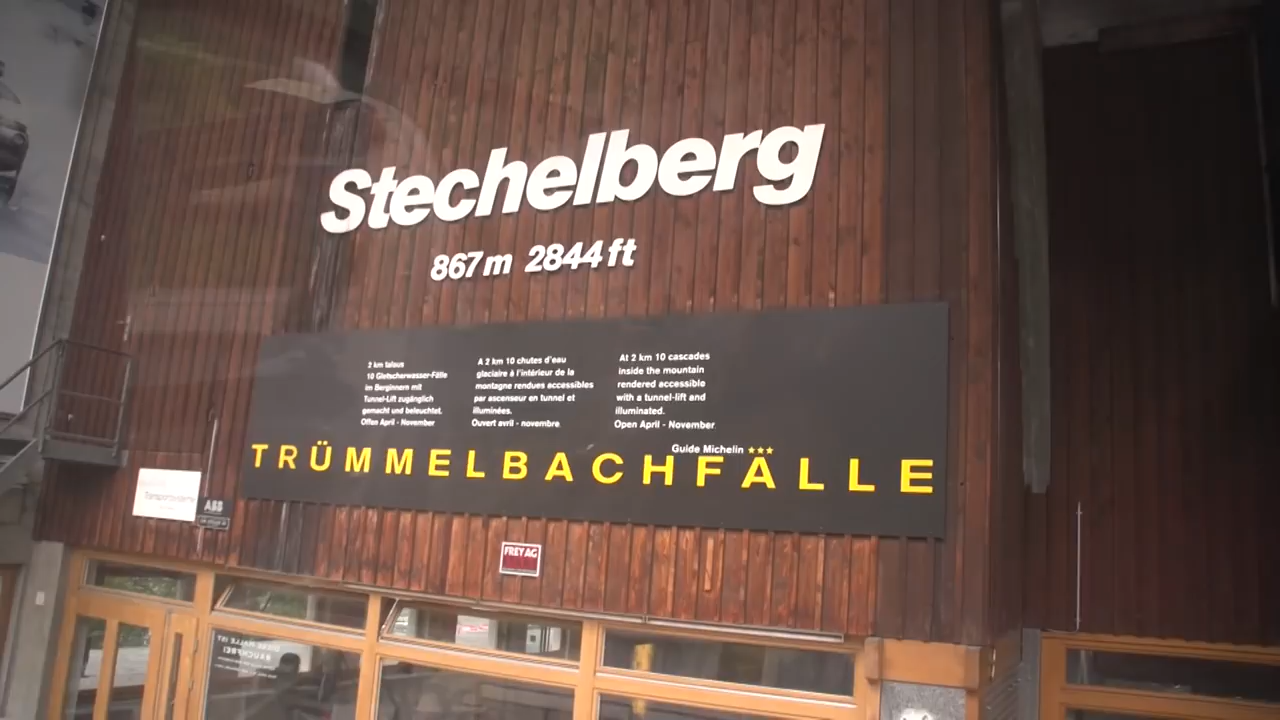 Stechelberg
867m 2844ft
2 km talaus
10 Gletscherwasser-Fälle
im Berginnern mit
Tunnel-Lift zugänglich
gemacht und beleuchtet.
Offen April - November
A 2 km 10 chutes d'eau
glaciaire à l'intérieur de la
montagne rendues accessibles
par ascenseur en tunnel et
illuminées.
Ouvert avril - novembre
At 2 km 10 cascades
inside the mountain
rendered accessible
with a tunnel-lift and
illuminated.
Open April - November
Guide Michelin ★★★
TRÜMMELBACHFÄLLE
ABB
FREY AG